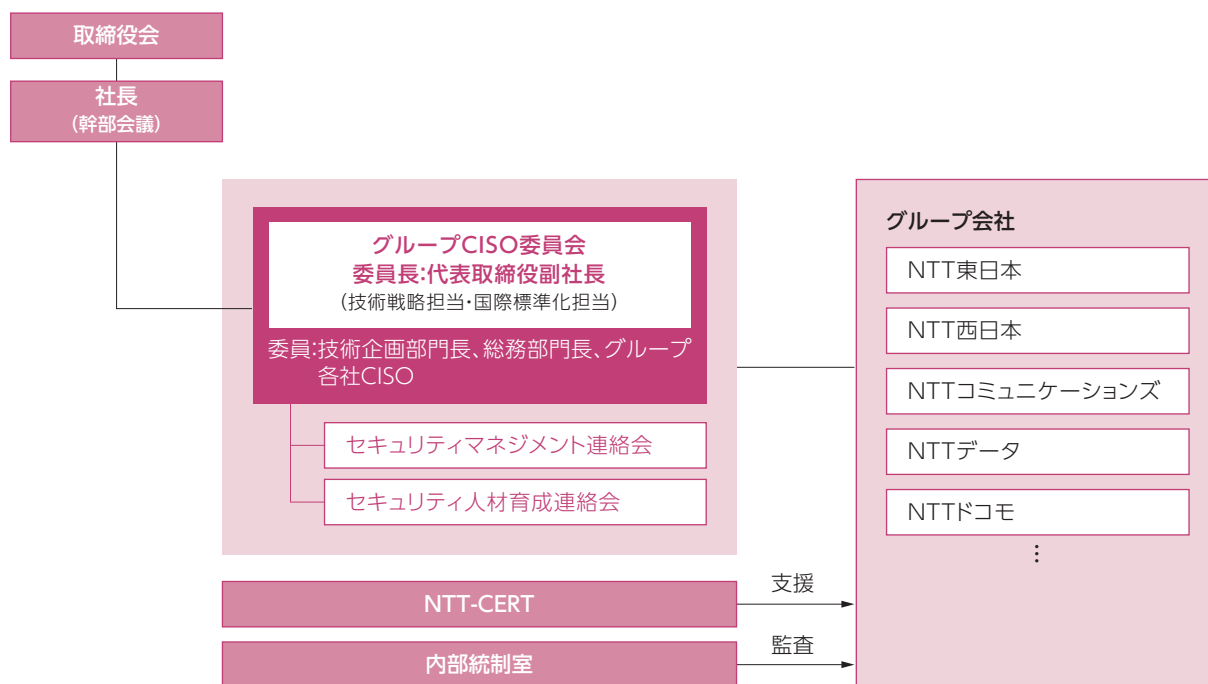 取締役会
社長
(幹部会議)
グループCISO委員会
委員長:代表取締役副社長
(技術戦略担当・国際標準化担当)
委員:技術企画部門長、総務部門長、グループ
各社CISO
セキュリティマネジメント連絡会
セキュリティ人材育成連絡会
NTT-CERT
内部統制室
支援
監査
グループ会社
NTT東日本
NTT西日本
NTTコミュニケーションズ
NTTデータ
NTTドコモ
⋮